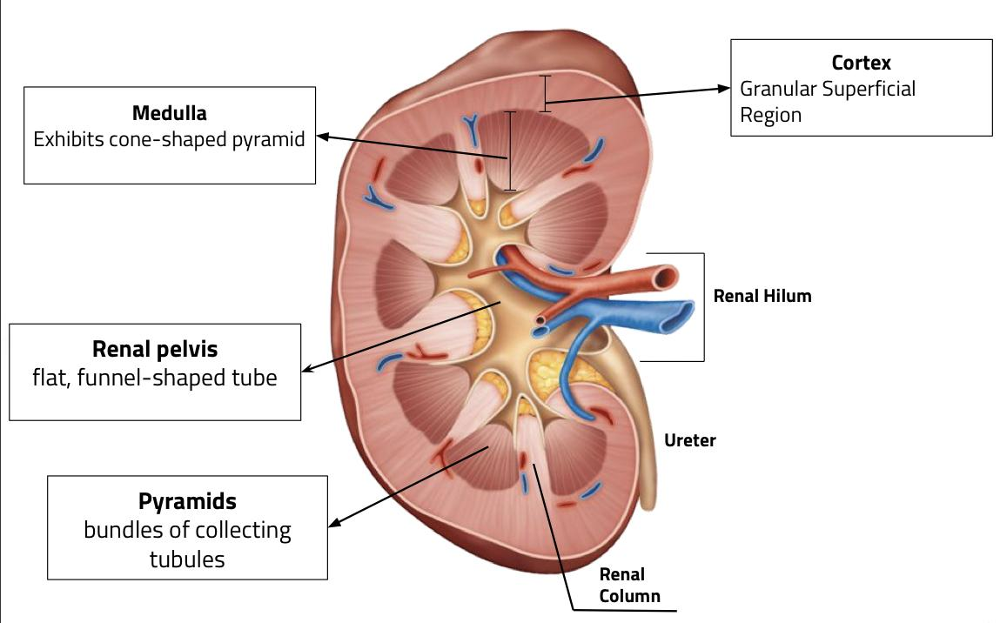 Cortex
Granular Superficial
Region
Medulla
Exhibits cone-shaped pyramid
Renal Hilum
Renal pelvis
flat, funnel-shaped tube
Ureter
Pyramids
bundles of collecting
tubules
Renal
Column